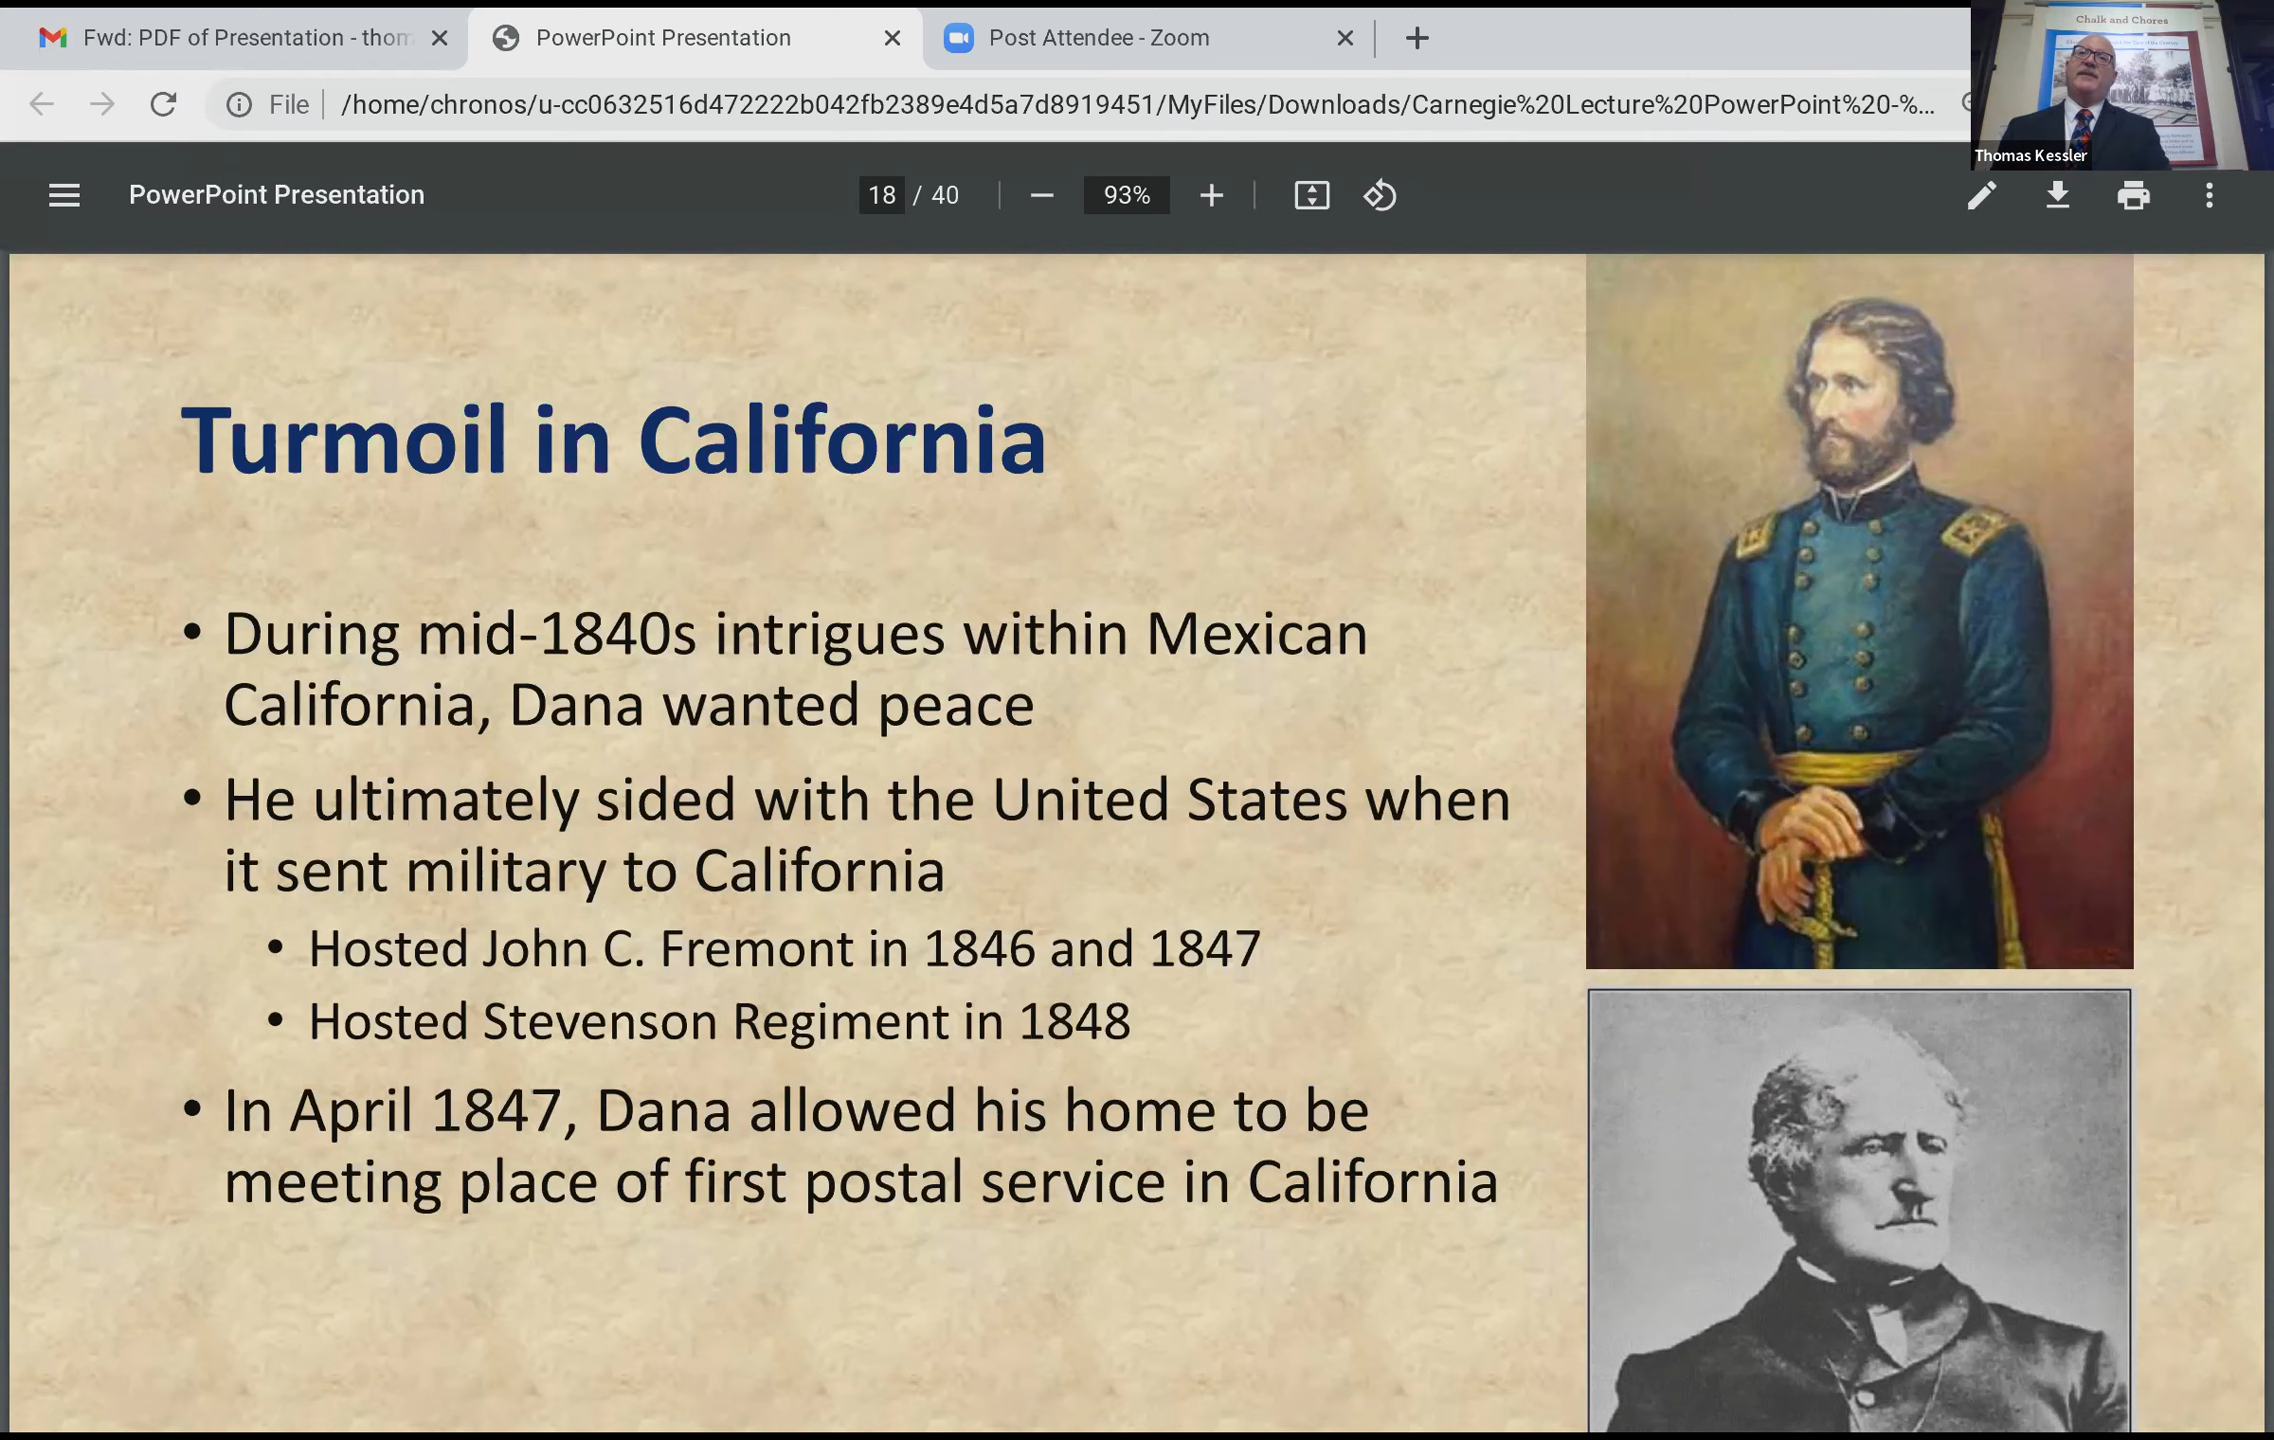 Fwd: PDF of Presentation - thom
PowerPoint Presentation
Post Attendee - Zoom
File
/home/chronos/u-cc0632516d472222b042fb2389e4d5a7d8919451/MyFiles/Downloads/Carnegie%20Lecture%20PowerPoint%20-%...
Chalk and Chores
Thomas Kessler
PowerPoint Presentation
18 / 40
93%
Turmoil in California
• During mid-1840s intrigues within Mexican
California, Dana wanted peace
• He ultimately sided with the United States when
it sent military to California
• Hosted John C. Fremont in 1846 and 1847
• Hosted Stevenson Regiment in 1848
• In April 1847, Dana allowed his home to be
meeting place of first postal service in California